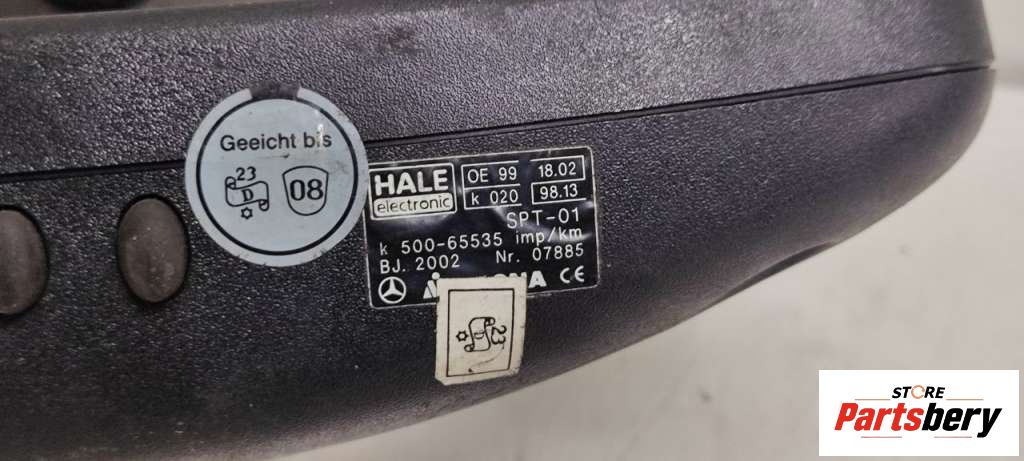 Geeicht bis
23
D
08
HALE
electronic
OE 99 18.02
k 020 98.13
SPT-01
k 500-65535 imp/km
BJ. 2002 Nr. 07885
CE
D 23
STORE
Partsbery